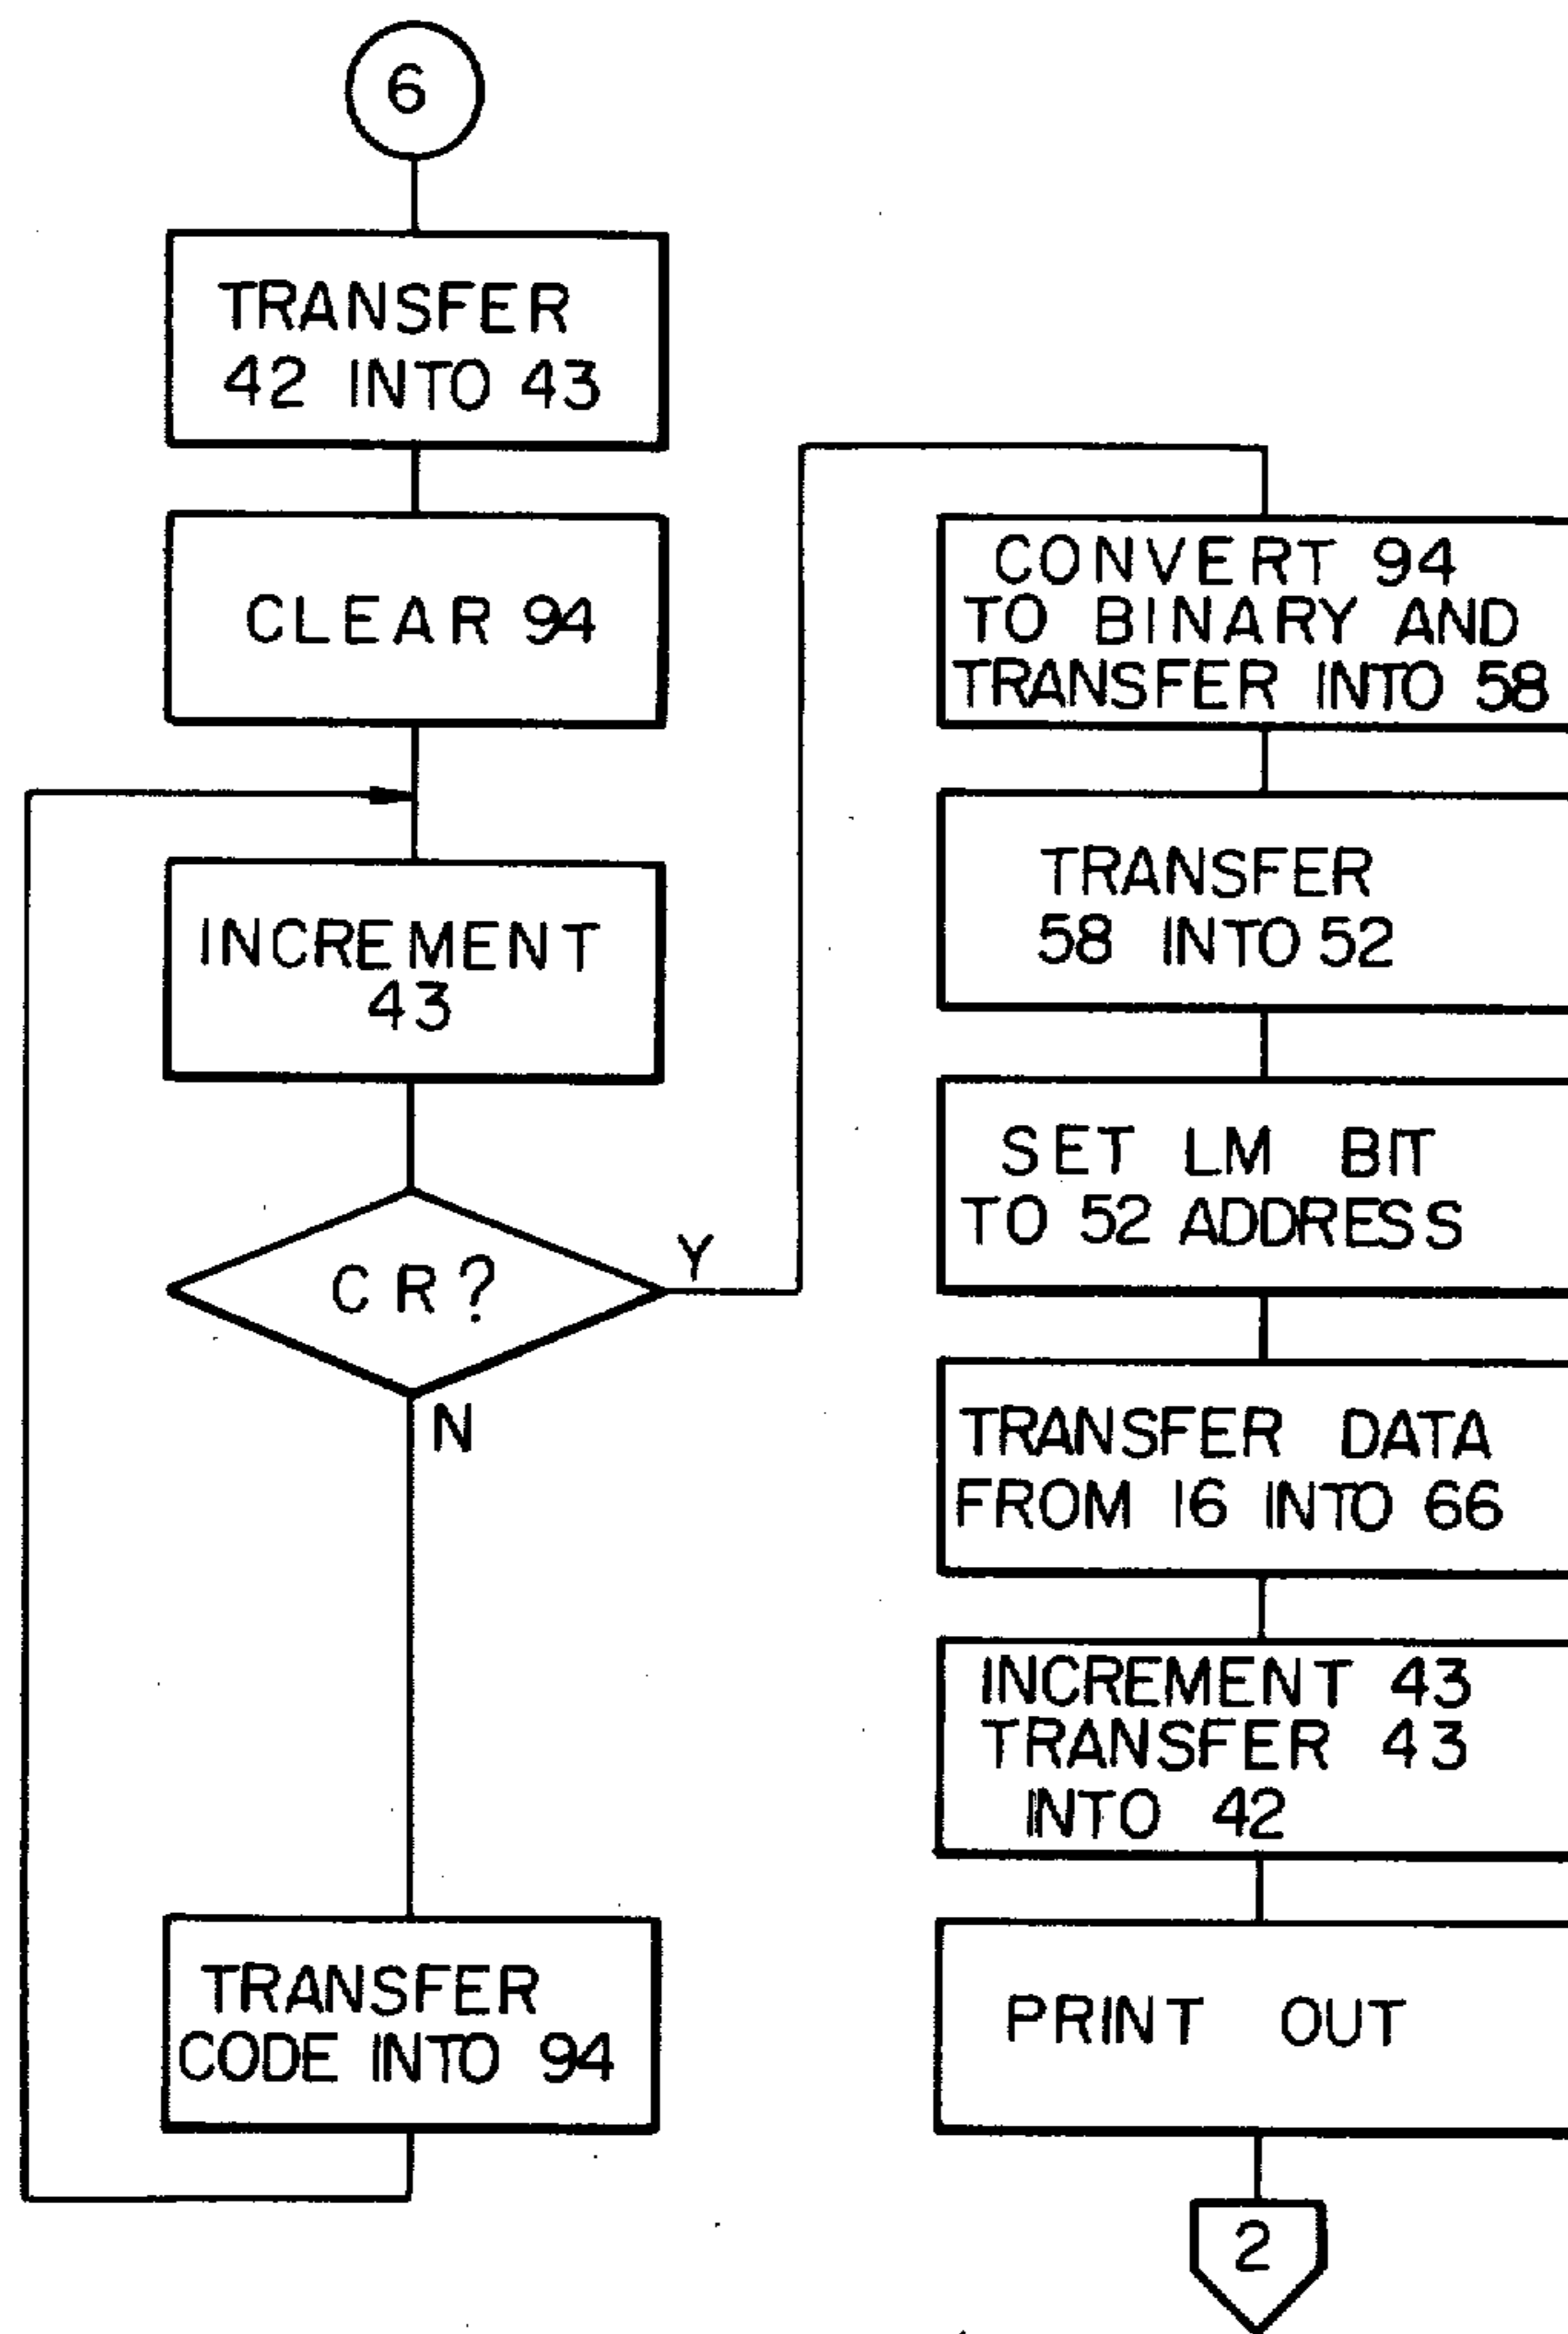 6
TRANSFER
42 INTO 43
CLEAR 94
INCREMENT
43
CR?
Y
N
TRANSFER
CODE INTO 94
CONVERT 94
TO BINARY AND
TRANSFER INTO 58
TRANSFER
58 INTO 52
SET LM BIT
TO 52 ADDRESS
TRANSFER DATA
FROM 16 INTO 66
INCREMENT 43
TRANSFER 43
INTO 42
PRINT OUT
2